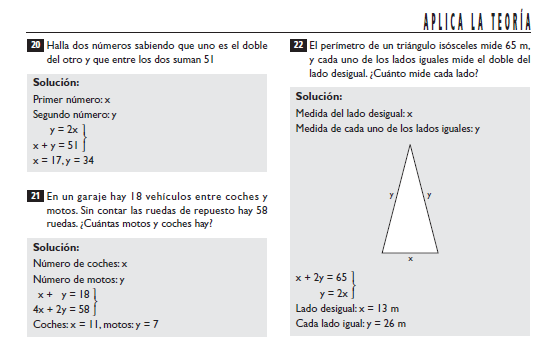 APLICA LA TEORÍA
20 Halla dos números sabiendo que uno es el doble
del otro y que entre los dos suman 51
Solución:
Primer número: x
Segundo número: y
y = 2x
x + y = 51
x = 17, y = 34
21 En un garaje hay 18 vehículos entre coches y
motos. Sin contar las ruedas de repuesto hay 58
ruedas. ¿Cuántas motos y coches hay?
Solución:
Número de coches: x
Número de motos: y
x + y = 18
4x + 2y = 58
Coches: x = 11, motos: y = 7
22 El perímetro de un triángulo isósceles mide 65 m,
y cada uno de los lados iguales mide el doble del
lado desigual. ¿Cuánto mide cada lado?
Solución:
Medida del lado desigual: x
Medida de cada uno de los lados iguales: y
y y
x
x + 2y = 65
y = 2x
Lado desigual: x = 13 m
Cada lado igual: y = 26 m